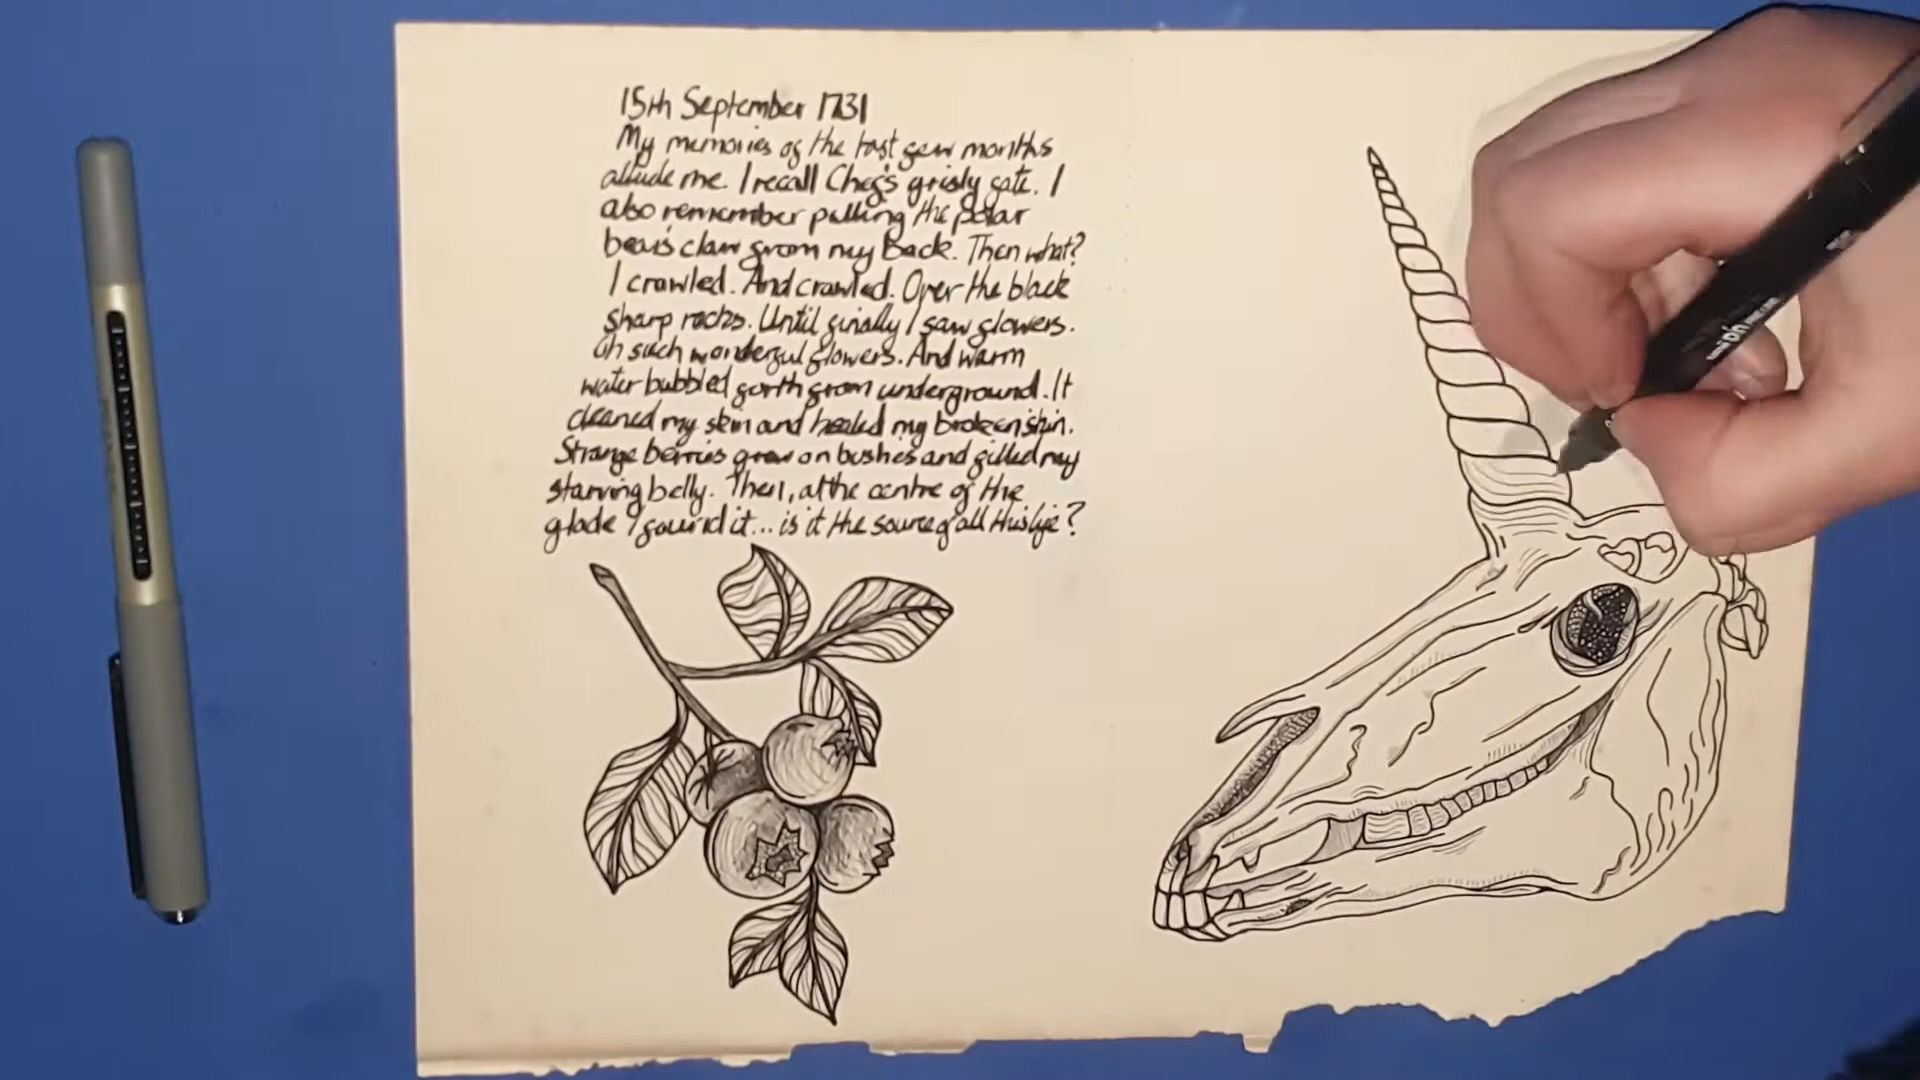 15th September 1731
My memories of the last few months
allude me. I recall Chef's grisly fate. I
also remember pulling the polar
bear's claw from my Back. Then what?
I crawled. And crawled. Over the black
sharp rocks. Until finally I saw flowers.
Oh such wonderful flowers. And warm
water bubbled forth from underground. It
cleaned my skin and healed my broken skin.
Strange berries grew on bushes and filled my
starving belly. Then, at the centre of the
glade I found it... is it the source of all this life?
uni